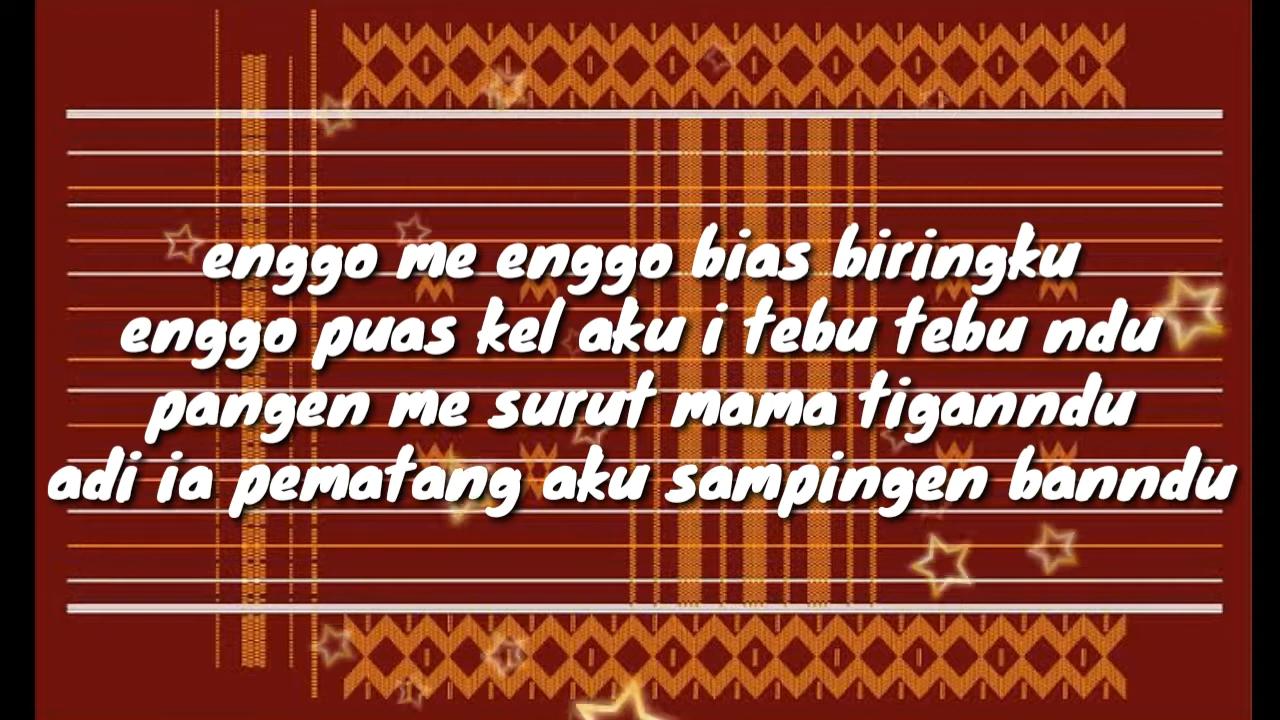 enggo me enggo bias biringku
enggo puas kel aku i tebu tebu ndu
pangen me surut mama tiganndu
adi ia pematang aku sampingen banndu